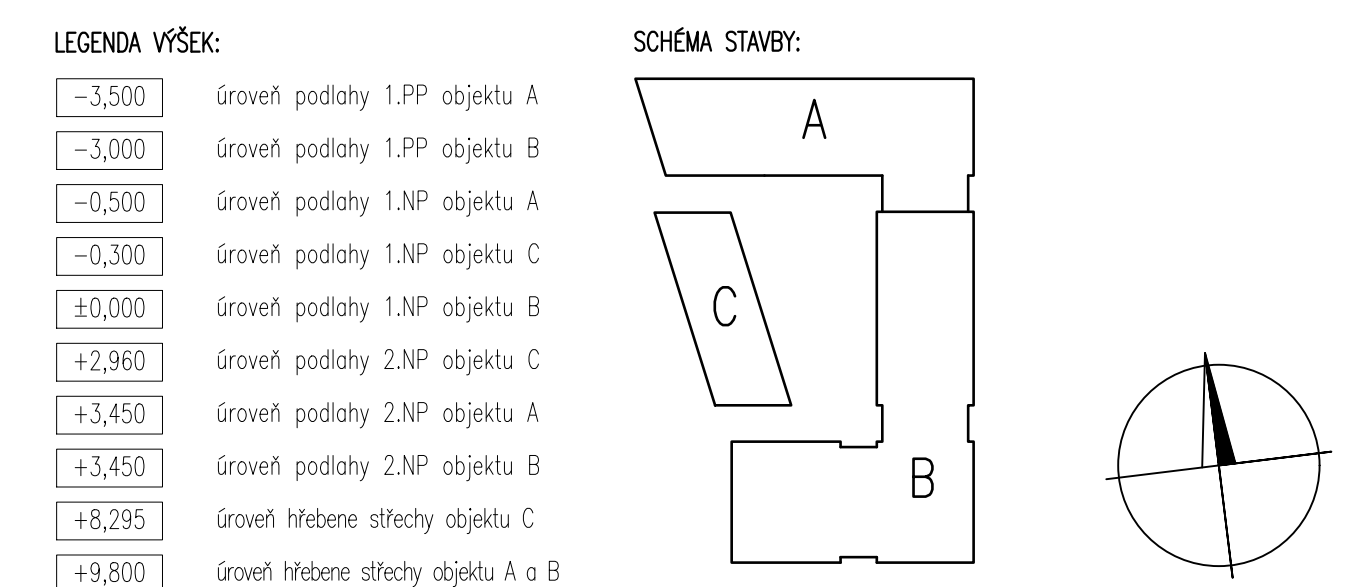 LEGENDA VÝŠEK:
-3,500 úroveň podlahy 1.PP objektu A
-3,000 úroveň podlahy 1.PP objektu B
-0,500 úroveň podlahy 1.NP objektu A
-0,300 úroveň podlahy 1.NP objektu C
±0,000 úroveň podlahy 1.NP objektu B
+2,960 úroveň podlahy 2.NP objektu C
+3,450 úroveň podlahy 2.NP objektu A
+3,450 úroveň podlahy 2.NP objektu B
+8,295 úroveň hřebene střechy objektu C
+9,800 úroveň hřebene střechy objektu A a B
SCHÉMA STAVBY:
A
C
B